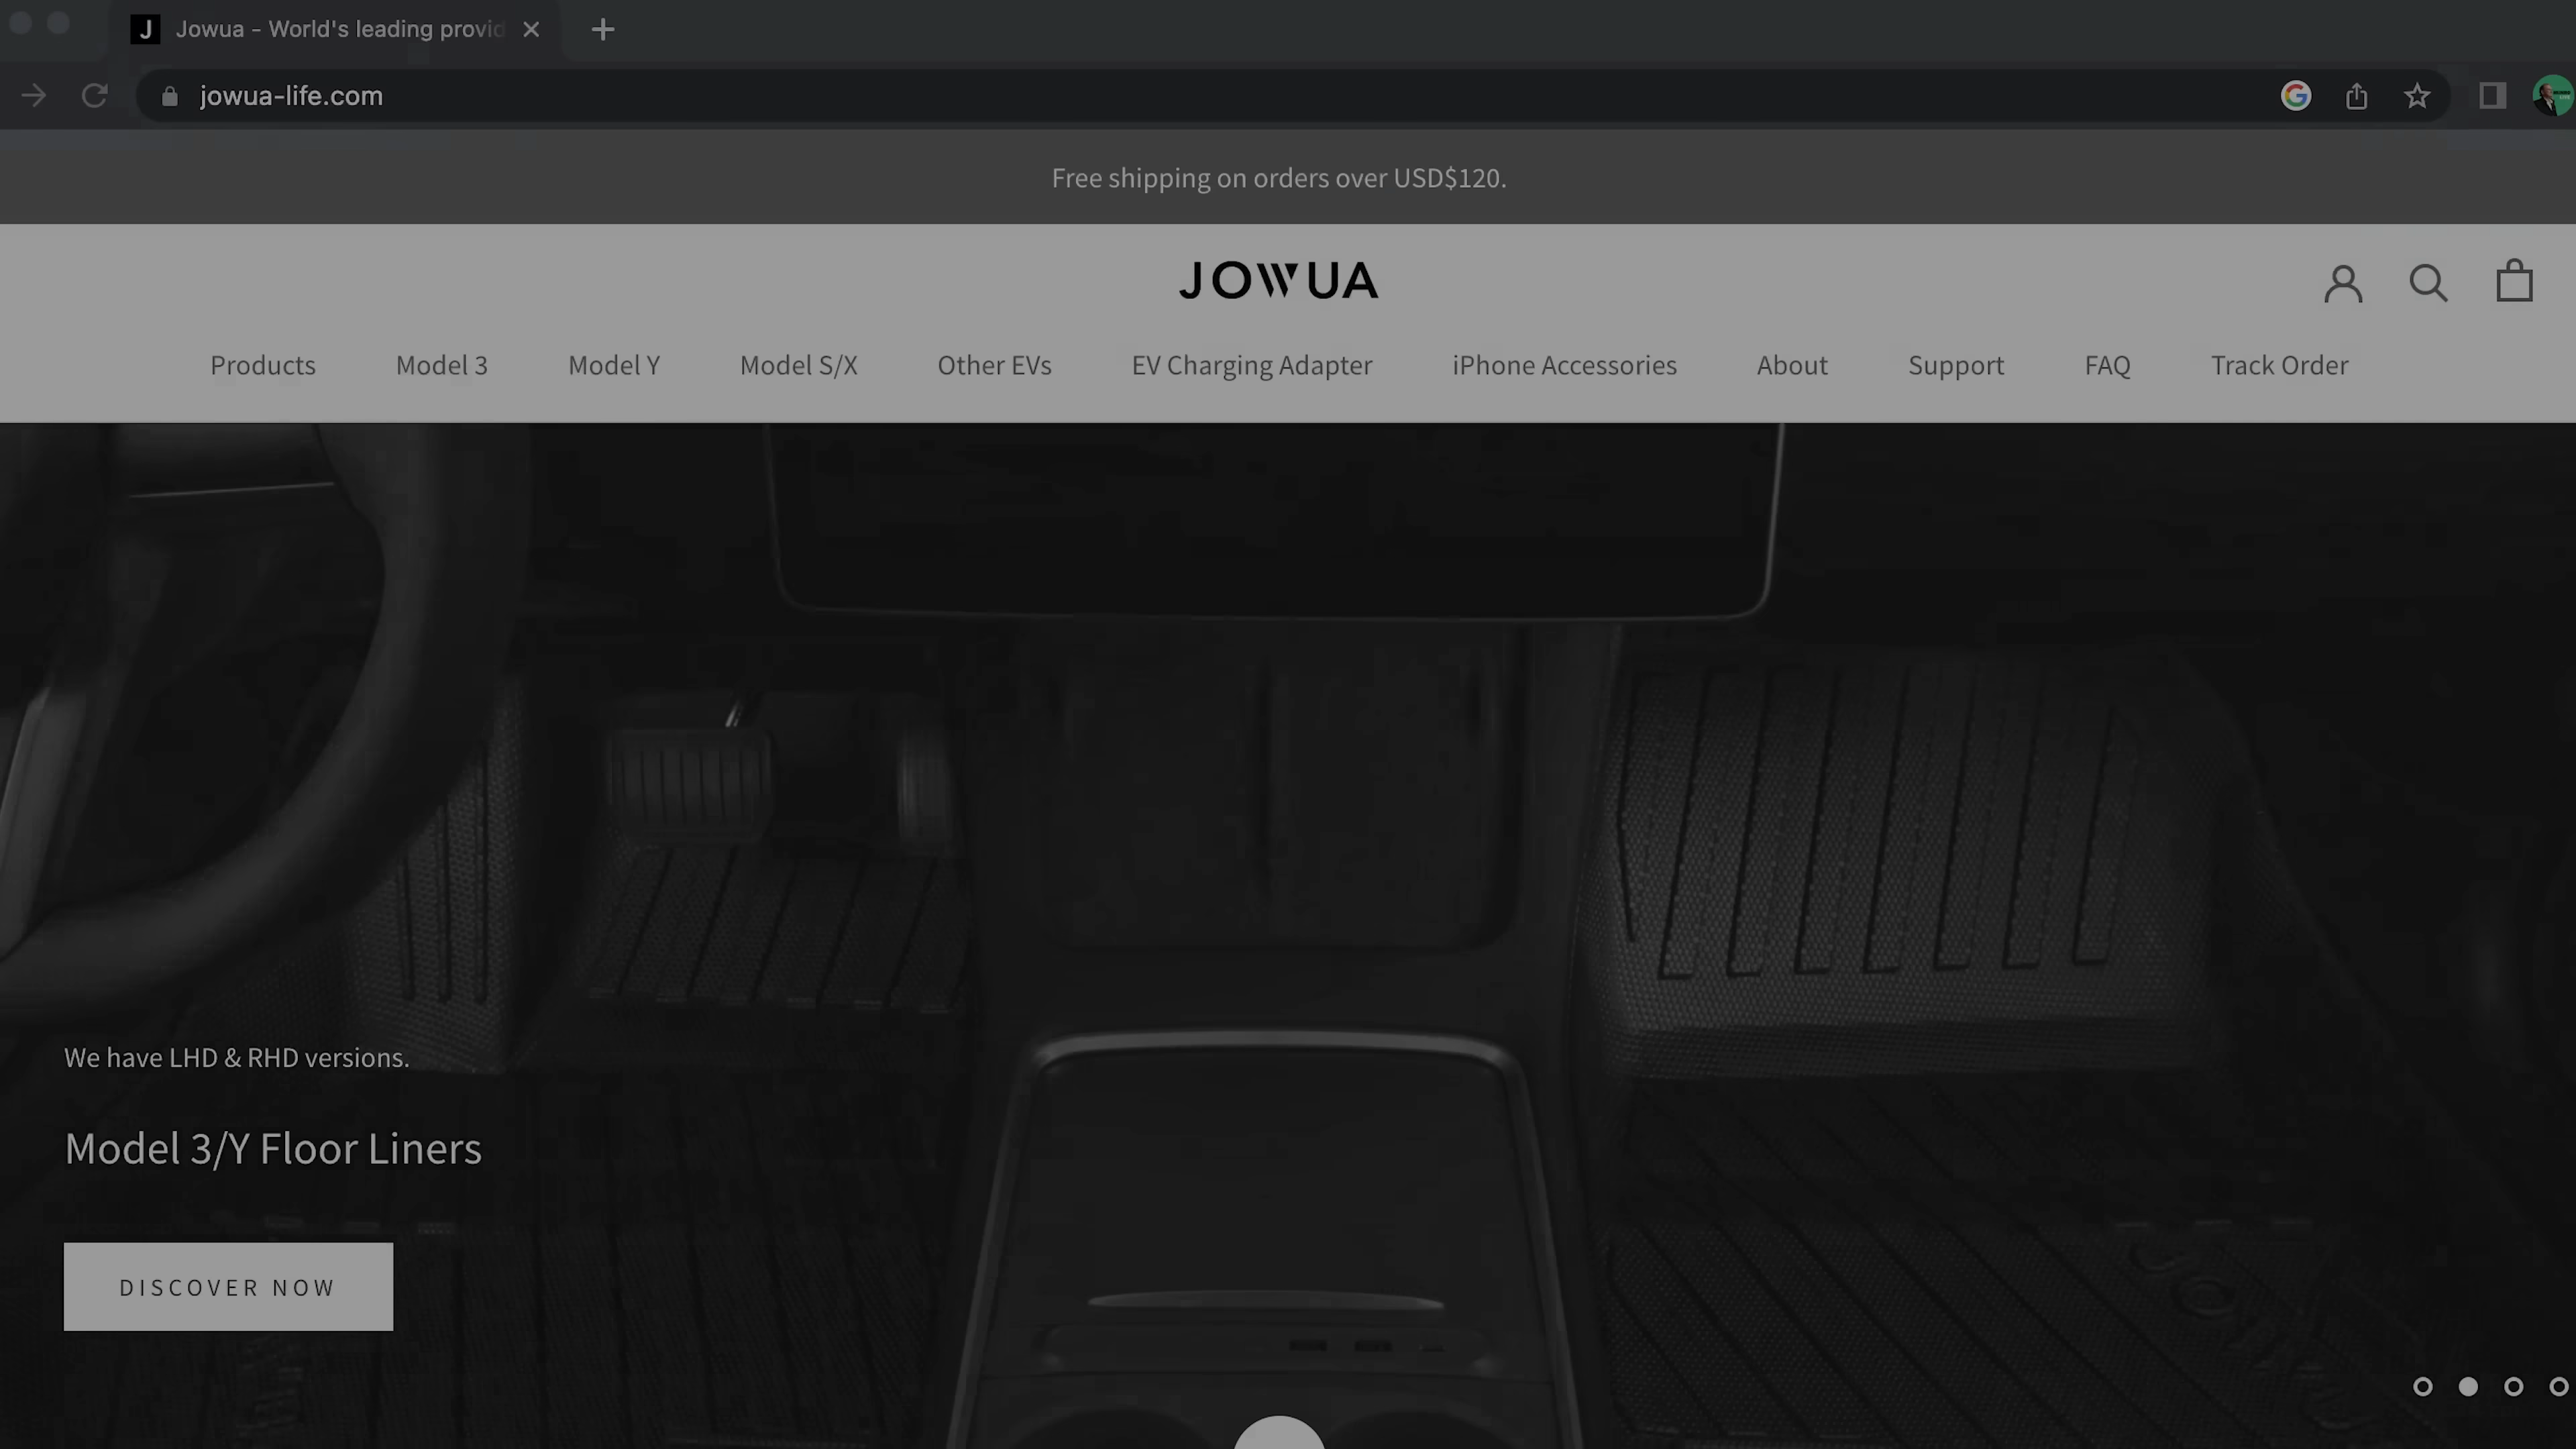 J Jowua - World's leading provid
jowua-life.com
Free shipping on orders over USD$120.
JOWUA
Products Model 3 Model Y Model S/X Other EVs EV Charging Adapter iPhone Accessories About Support FAQ Track Order
We have LHD & RHD versions.
Model 3/Y Floor Liners
DISCOVER NOW
JOWUA